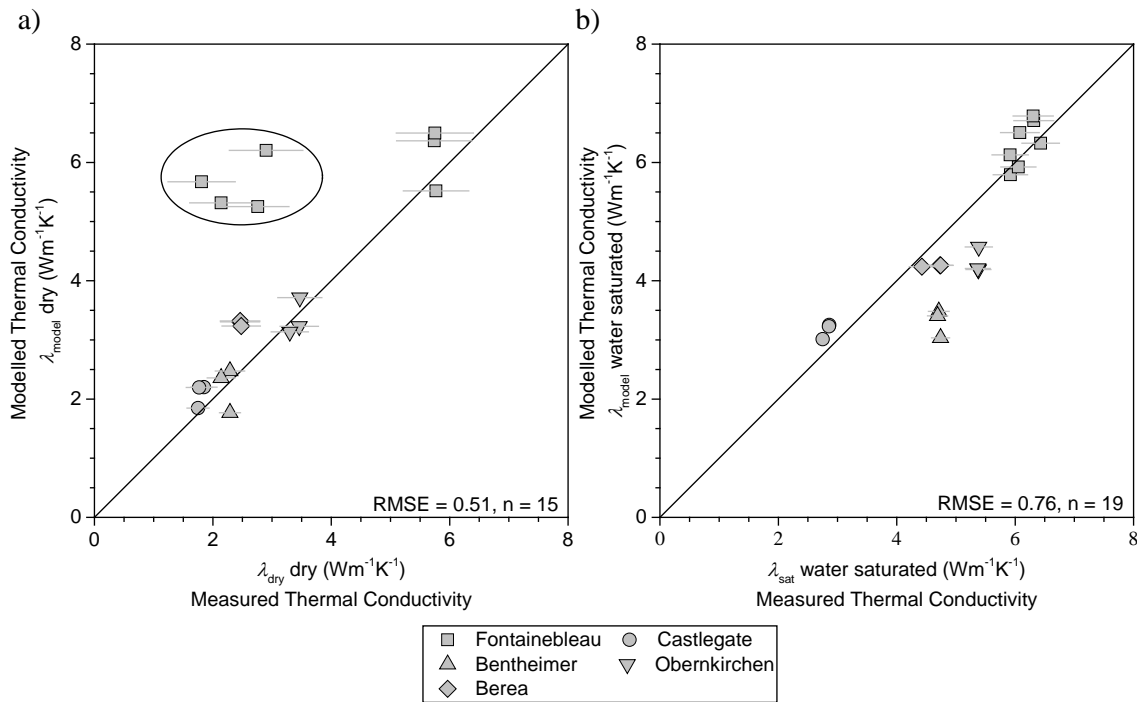 a)
Modelled Thermal Conductivity
λmodel dry (Wm⁻¹K⁻¹)
8
6
4
2
0
RMSE = 0.51, n = 15
0 2 4 6 8
λdry dry (Wm⁻¹K⁻¹)
Measured Thermal Conductivity
b)
Modelled Thermal Conductivity
λmodel water saturated (Wm⁻¹K⁻¹)
8
6
4
2
0
RMSE = 0.76, n = 19
0 2 4 6 8
λsat water saturated (Wm⁻¹K⁻¹)
Measured Thermal Conductivity
Fontainebleau Castlegate
Bentheimer Obernkirchen
Berea